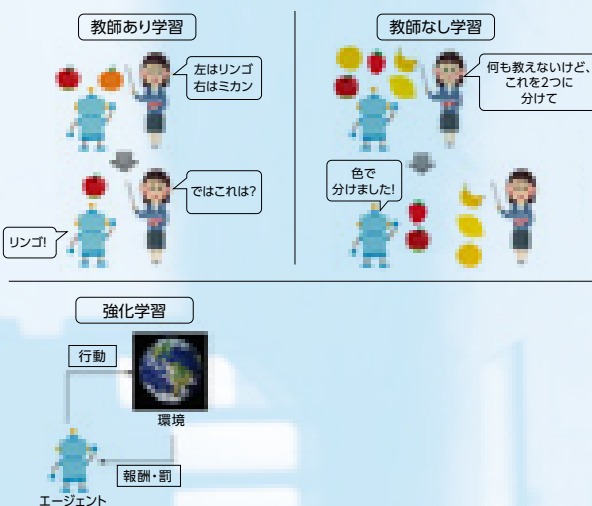 教師あり学習
左はリンゴ
右はミカン
ではこれは?
リンゴ!
教師なし学習
何も教えないけど、
これを2つに
分けて
色で
分けました!
強化学習
行動
環境
報酬・罰
エージェント